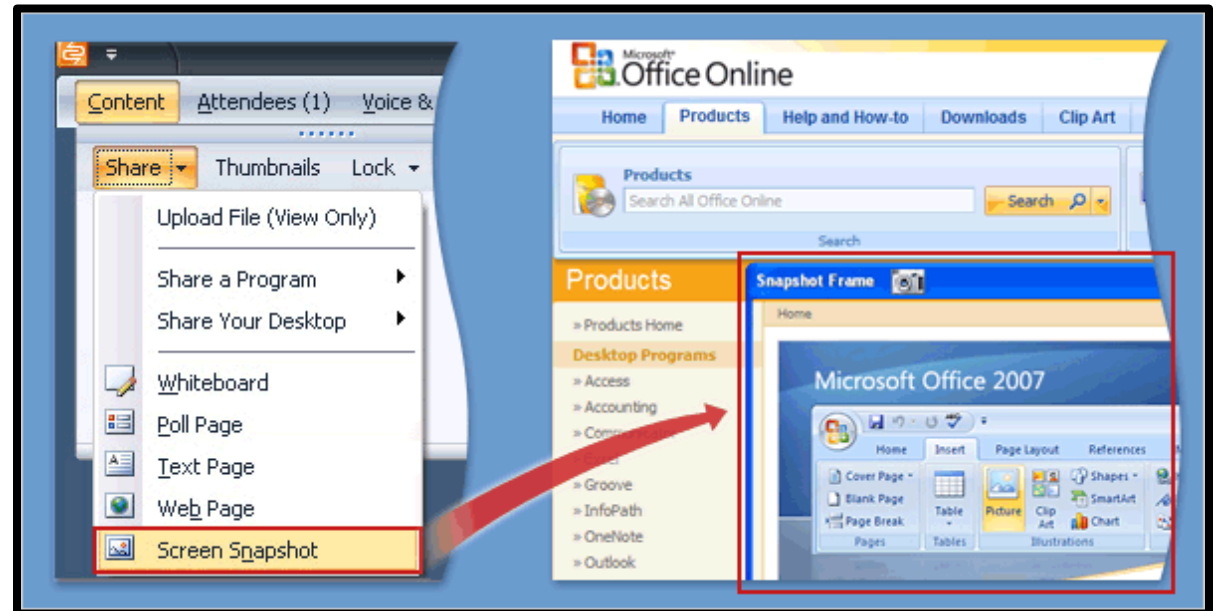 Content Attendees (1) Voice &
Share Thumbnails Lock
Upload File (View Only)
Share a Program
Share Your Desktop
Whiteboard
Poll Page
Text Page
Web Page
Screen Snapshot
Microsoft
Office Online
Home Products Help and How-to Downloads Clip Art
Products
Search All Office Online Search
Search
Products
» Products Home
Desktop Programs
» Access
» Accounting
» Groove
» InfoPath
» OneNote
» Outlook
Snapshot Frame
Home
Microsoft Office 2007
Home Insert Page Layout References
Cover Page
Blank Page
Page Break
Pages
Table
Tables
Picture
Clip
Art
Shapes
SmartArt
Chart
Illustrations